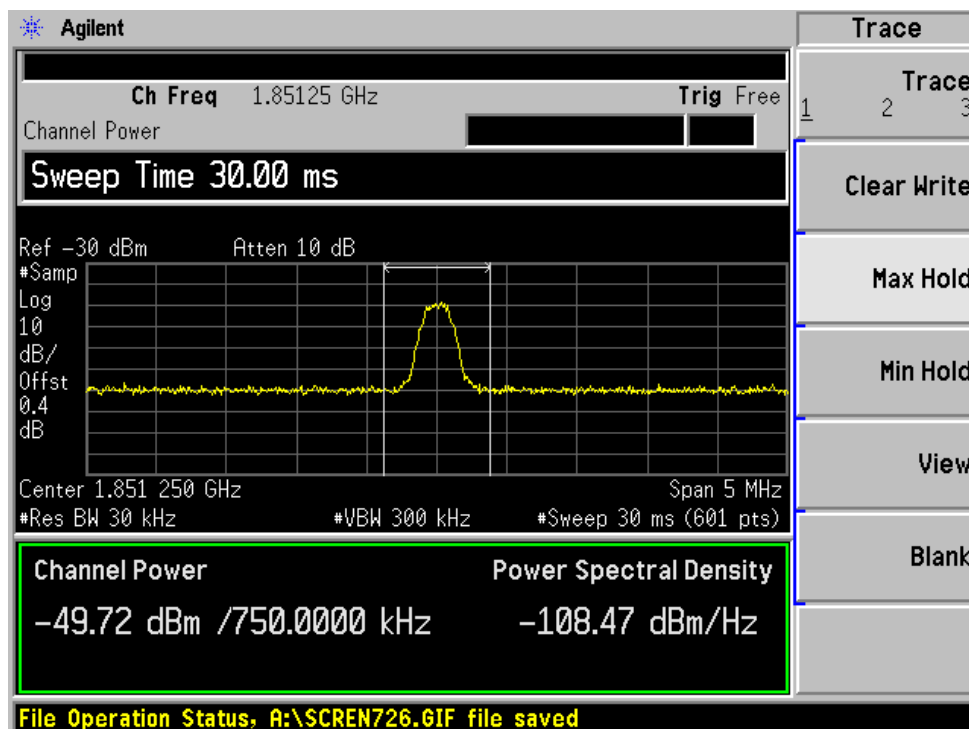 Agilent
Trace
Ch Freq 1.85125 GHz Trig Free
Channel Power
Sweep Time 30.00 ms
Ref -30 dBm Atten 10 dB
#Samp
Log
10
dB/
Offst
0.4
dB
Center 1.851 250 GHz Span 5 MHz
#Res BW 30 kHz #VBW 300 kHz #Sweep 30 ms (601 pts)
Channel Power Power Spectral Density
-49.72 dBm /750.0000 kHz -108.47 dBm/Hz
File Operation Status, A:\SCREN726.GIF file saved
Trace
1 2 3
Clear Write
Max Hold
Min Hold
View
Blank